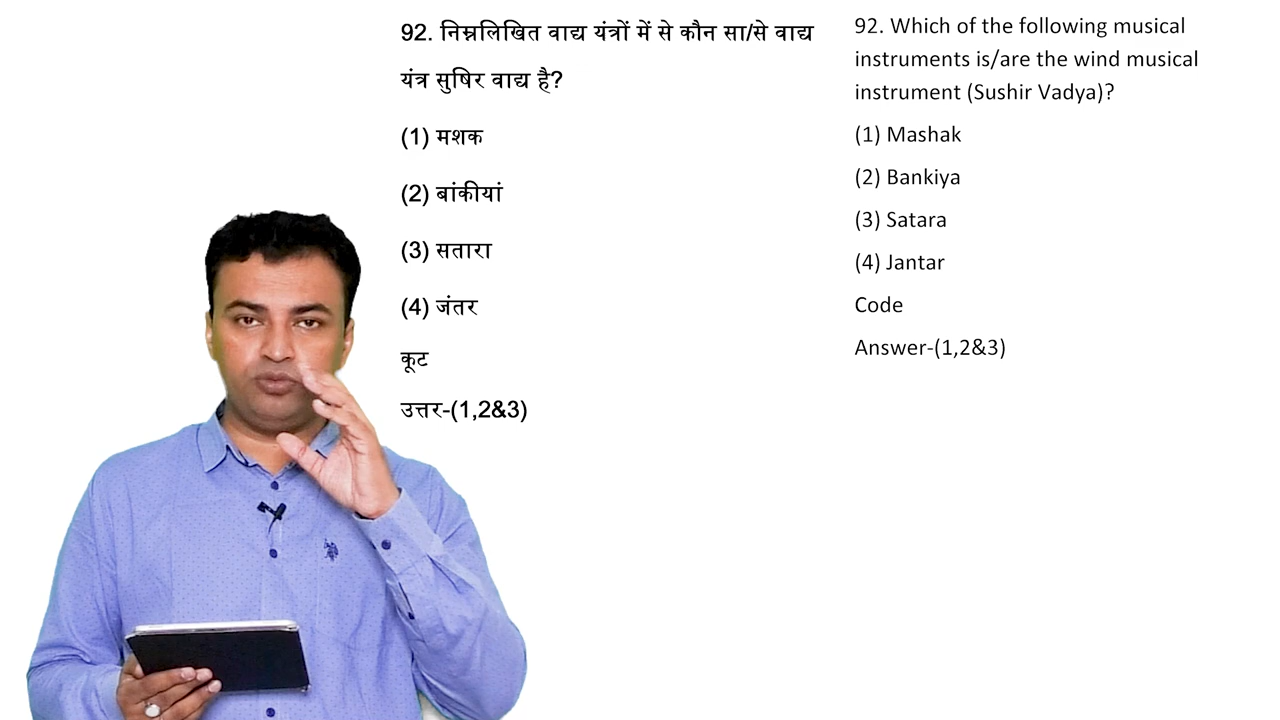 92. निम्नलिखित वाद्य यंत्रों में से कौन सा/से वाद्य
यंत्र सुषिर वाद्य है?
(1) मशक
(2) बांकीयां
(3) सतारा
(4) जंतर
कूट
उत्तर-(1,2&3)
92. Which of the following musical
instruments is/are the wind musical
instrument (Sushir Vadya)?
(1) Mashak
(2) Bankiya
(3) Satara
(4) Jantar
Code
Answer-(1,2&3)